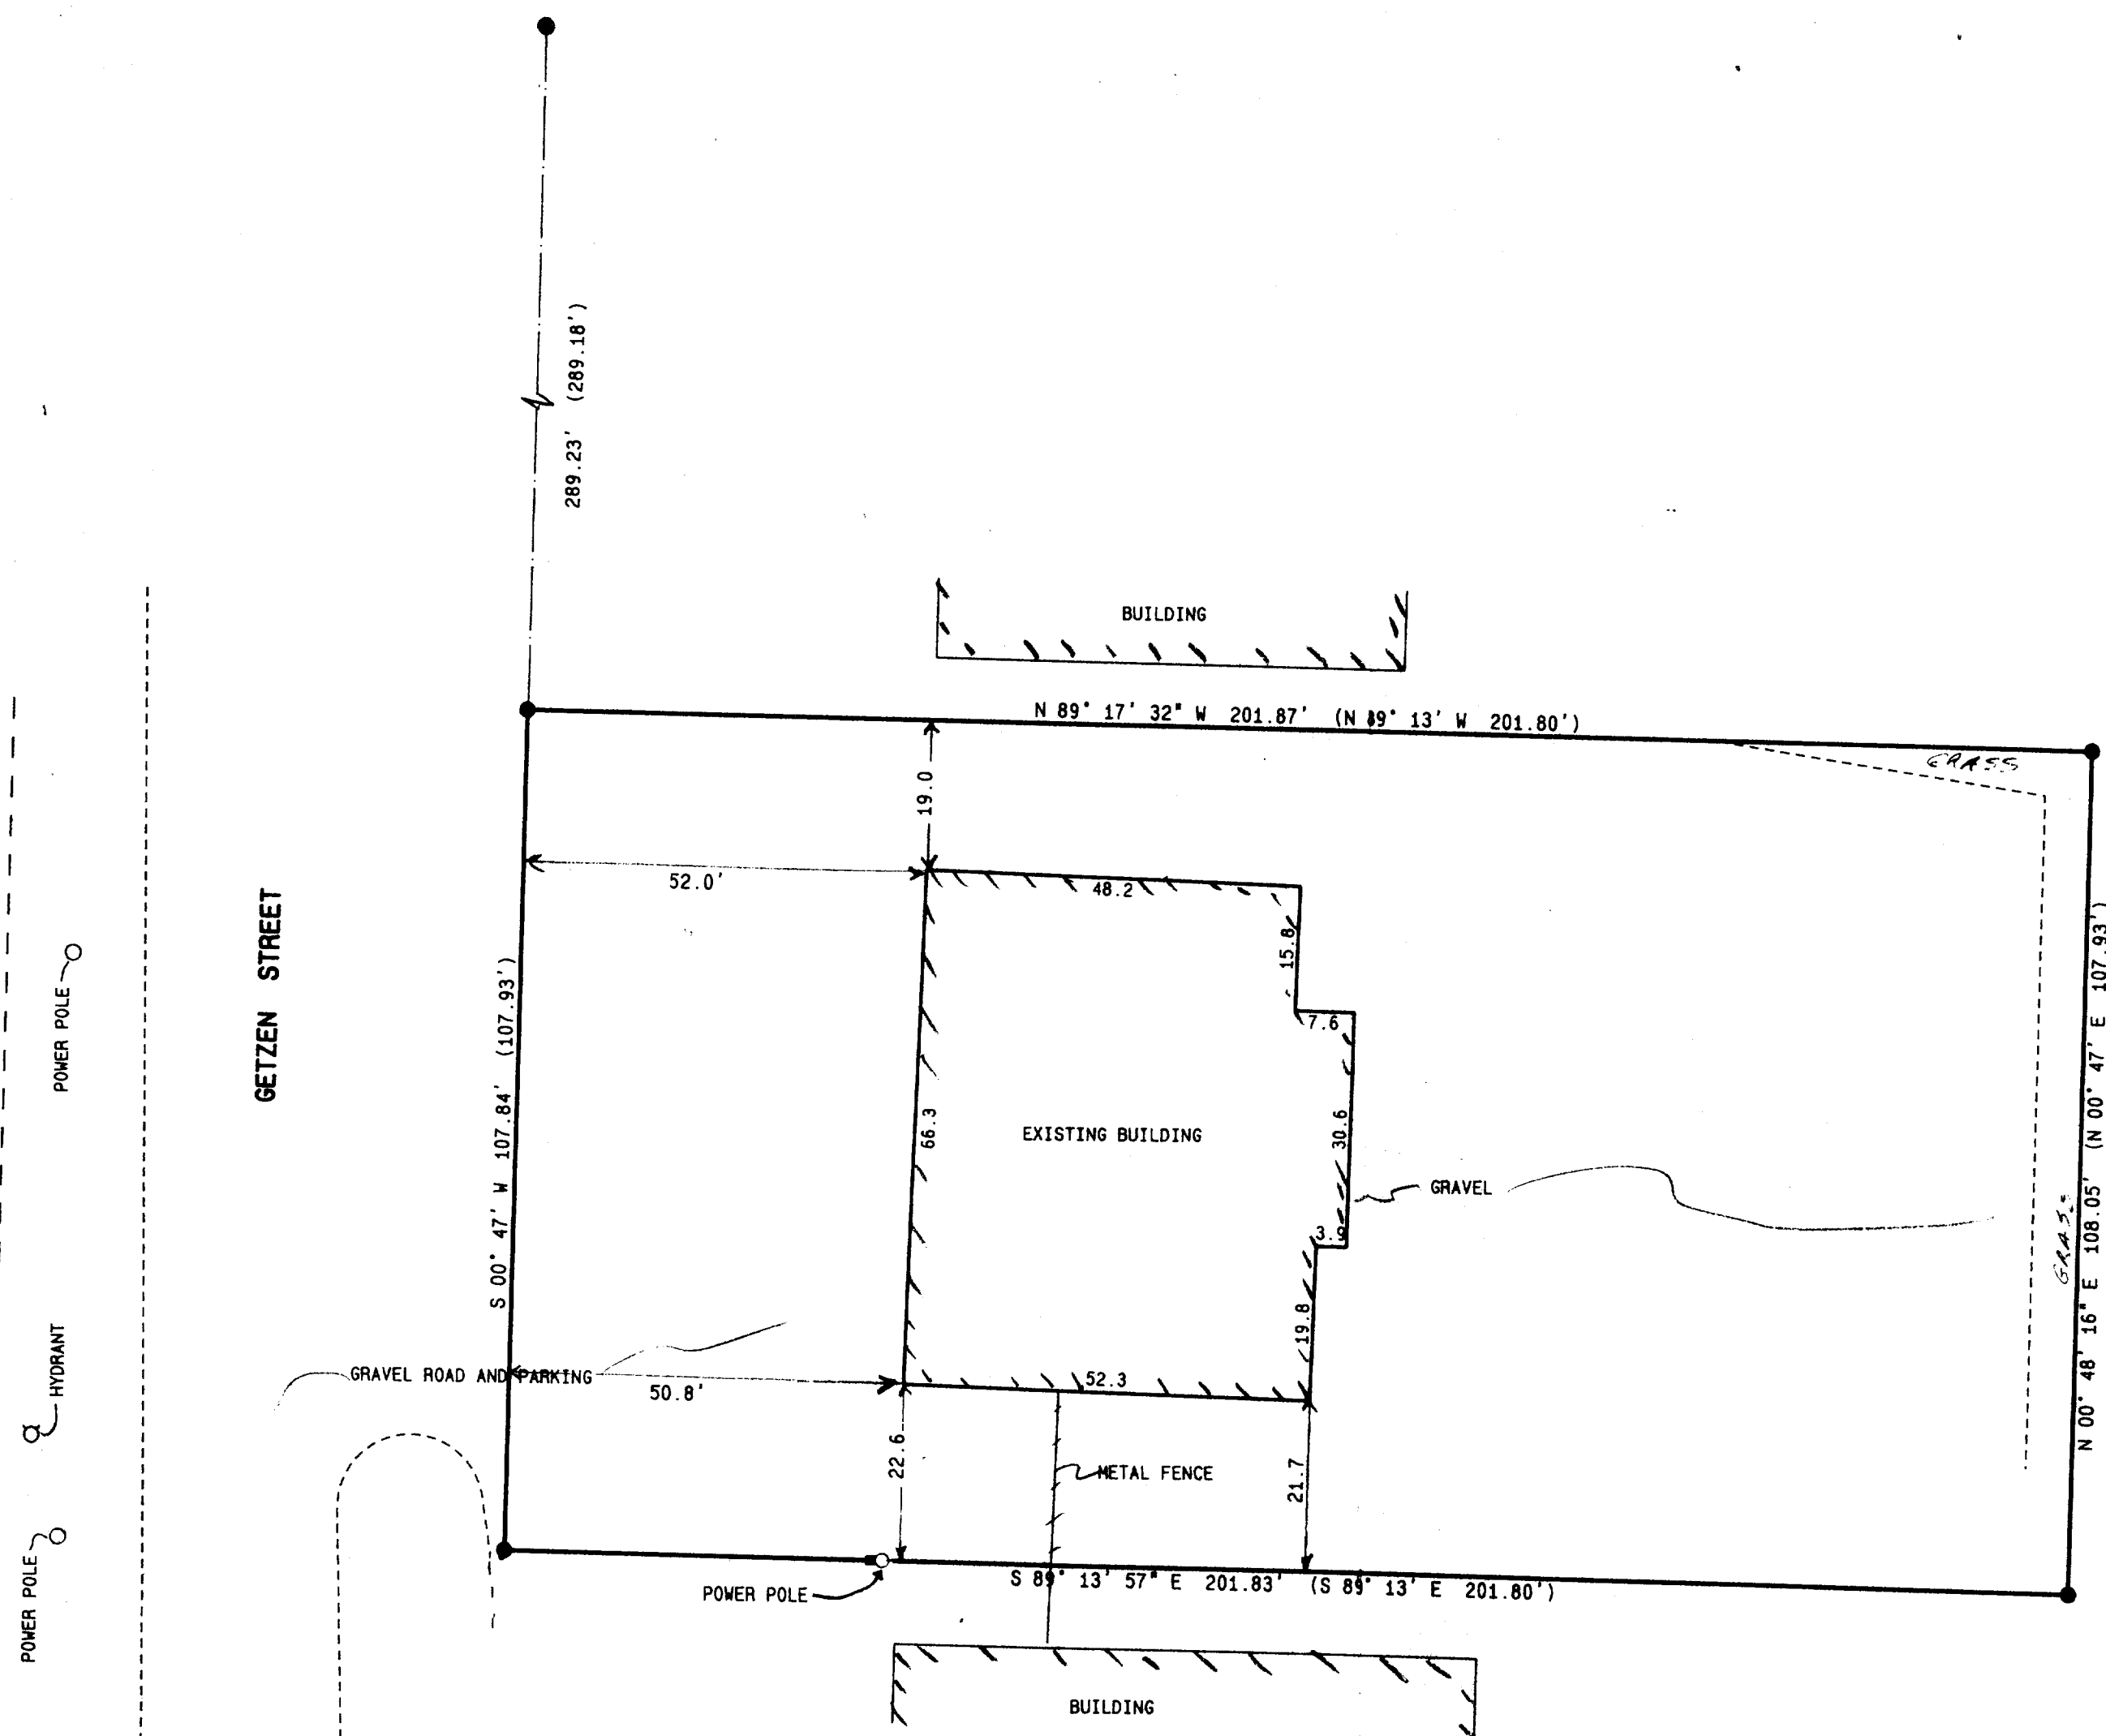 289.23' (289.18')
BUILDING
N 89° 17' 32" W 201.87' (N 89° 13' W 201.80')
GRASS
19.0
52.0'
48.2
15.8
7.6
GETZEN STREET
POWER POLE
S 00° 47' W 107.84' (107.93')
66.3
EXISTING BUILDING
30.6
GRAVEL
3.9
19.8
GRASS
N 00° 48' 16" E 108.05' (N 00° 47' E 107.93')
HYDRANT
GRAVEL ROAD AND PARKING
50.8'
52.3
22.6
METAL FENCE
21.7
POWER POLE
POWER POLE
S 89° 13' 57" E 201.83' (S 89° 13' E 201.80')
BUILDING